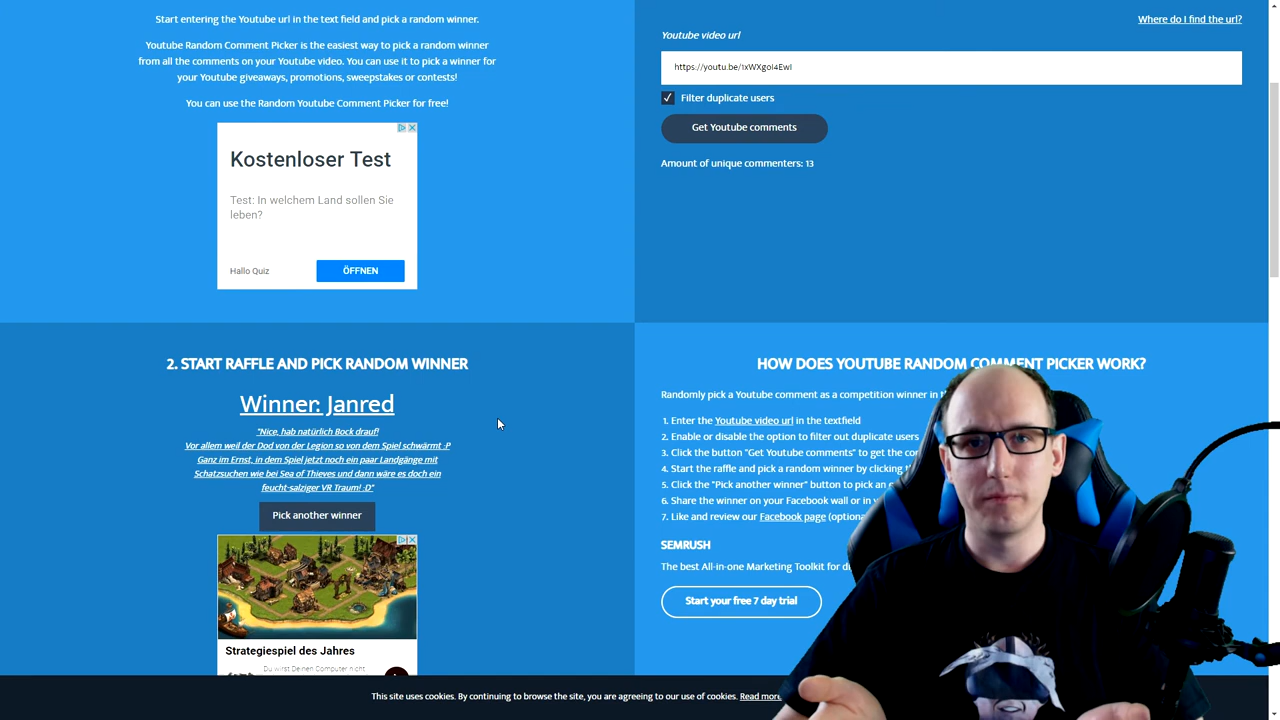 Start entering the Youtube url in the text field and pick a random winner.
Youtube Random Comment Picker is the easiest way to pick a random winner
from all the comments on your Youtube video. You can use it to pick a winner for
your Youtube giveaways, promotions, sweepstakes or contests!
You can use the Random Youtube Comment Picker for free!
Kostenloser Test
Test: In welchem Land sollen Sie
leben?
Hallo Quiz
ÖFFNEN
Where do I find the url?
Youtube video url
Filter duplicate users
Get Youtube comments
Amount of unique commenters: 13
2. START RAFFLE AND PICK RANDOM WINNER
Winner: Janred
"Nice, hab natürlich Bock drauf!
Vor allem weil der Dod von der Legion so von dem Spiel schwärmt :P
Ganz im Ernst, in dem Spiel jetzt noch ein paar Landgänge mit
Schatzsuchen wie bei Sea of Thieves und dann wäre es doch ein
feucht-salziger VR Traum! :D"
Pick another winner
Strategiespiel des Jahres
Du wirst Deinen Computer nicht
HOW DOES YOUTUBE RANDOM COMMENT PICKER WORK?
Randomly pick a Youtube comment as a competition winner in
1. Enter the Youtube video url in the textfield
2. Enable or disable the option to filter out duplicate users
3. Click the button "Get Youtube comments" to get the
4. Start the raffle and pick a random winner by clicking
5. Click the "Pick another winner" button to pick an
6. Share the winner on your Facebook wall or in
7. Like and review our Facebook page
SEMRUSH
The best All-in-one Marketing Toolkit for
Start your free 7 day trial
This site uses cookies. By continuing to browse the site, you are agreeing to our use of cookies. Read more